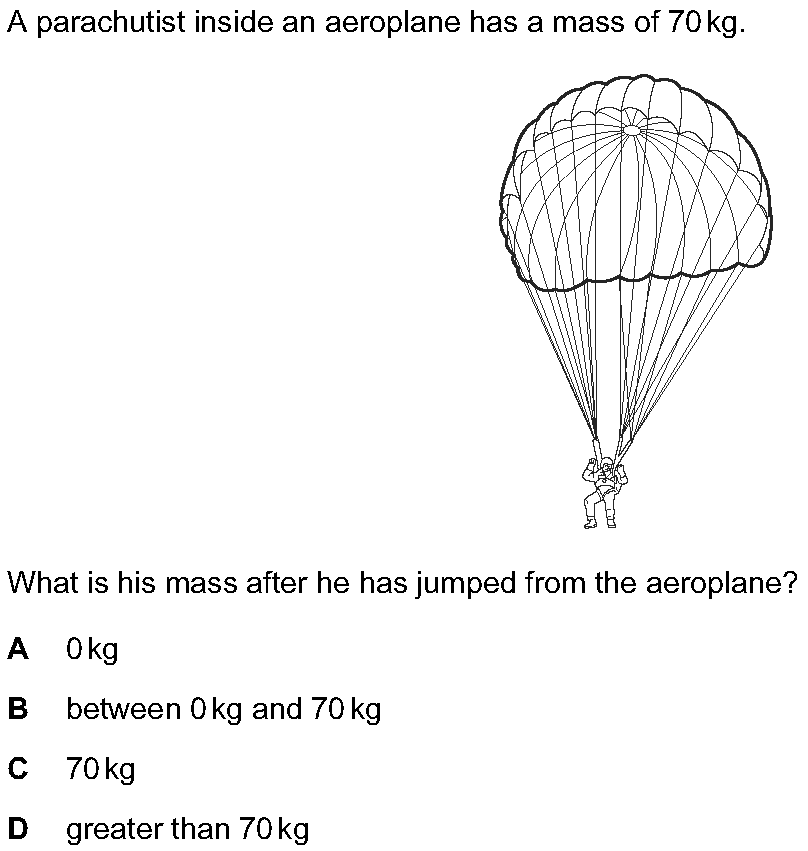 A parachutist inside an aeroplane has a mass of 70 kg.
What is his mass after he has jumped from the aeroplane?
A 0 kg
B between 0 kg and 70 kg
C 70 kg
D greater than 70 kg